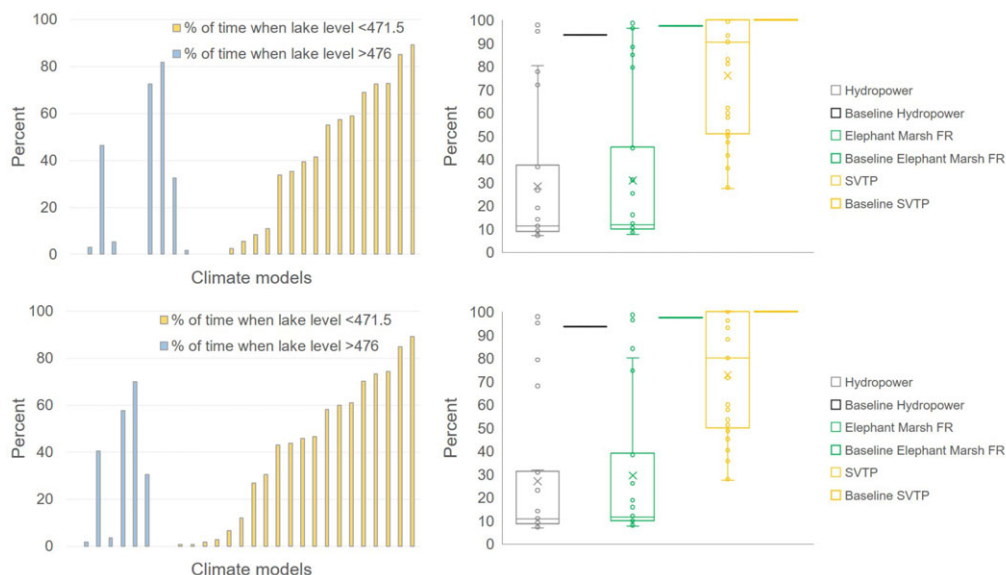 100
80
60
40
20
0
Percent
% of time when lake level <471.5
% of time when lake level >476
Climate models
100
90
80
70
60
50
40
30
20
10
0
Percent
Hydropower
Baseline Hydropower
Elephant Marsh FR
Baseline Elephant Marsh FR
SVTP
Baseline SVTP
100
80
60
40
20
0
Percent
% of time when lake level <471.5
% of time when lake level >476
Climate models
100
90
80
70
60
50
40
30
20
10
0
Percent
Hydropower
Baseline Hydropower
Elephant Marsh FR
Baseline Elephant Marsh FR
SVTP
Baseline SVTP